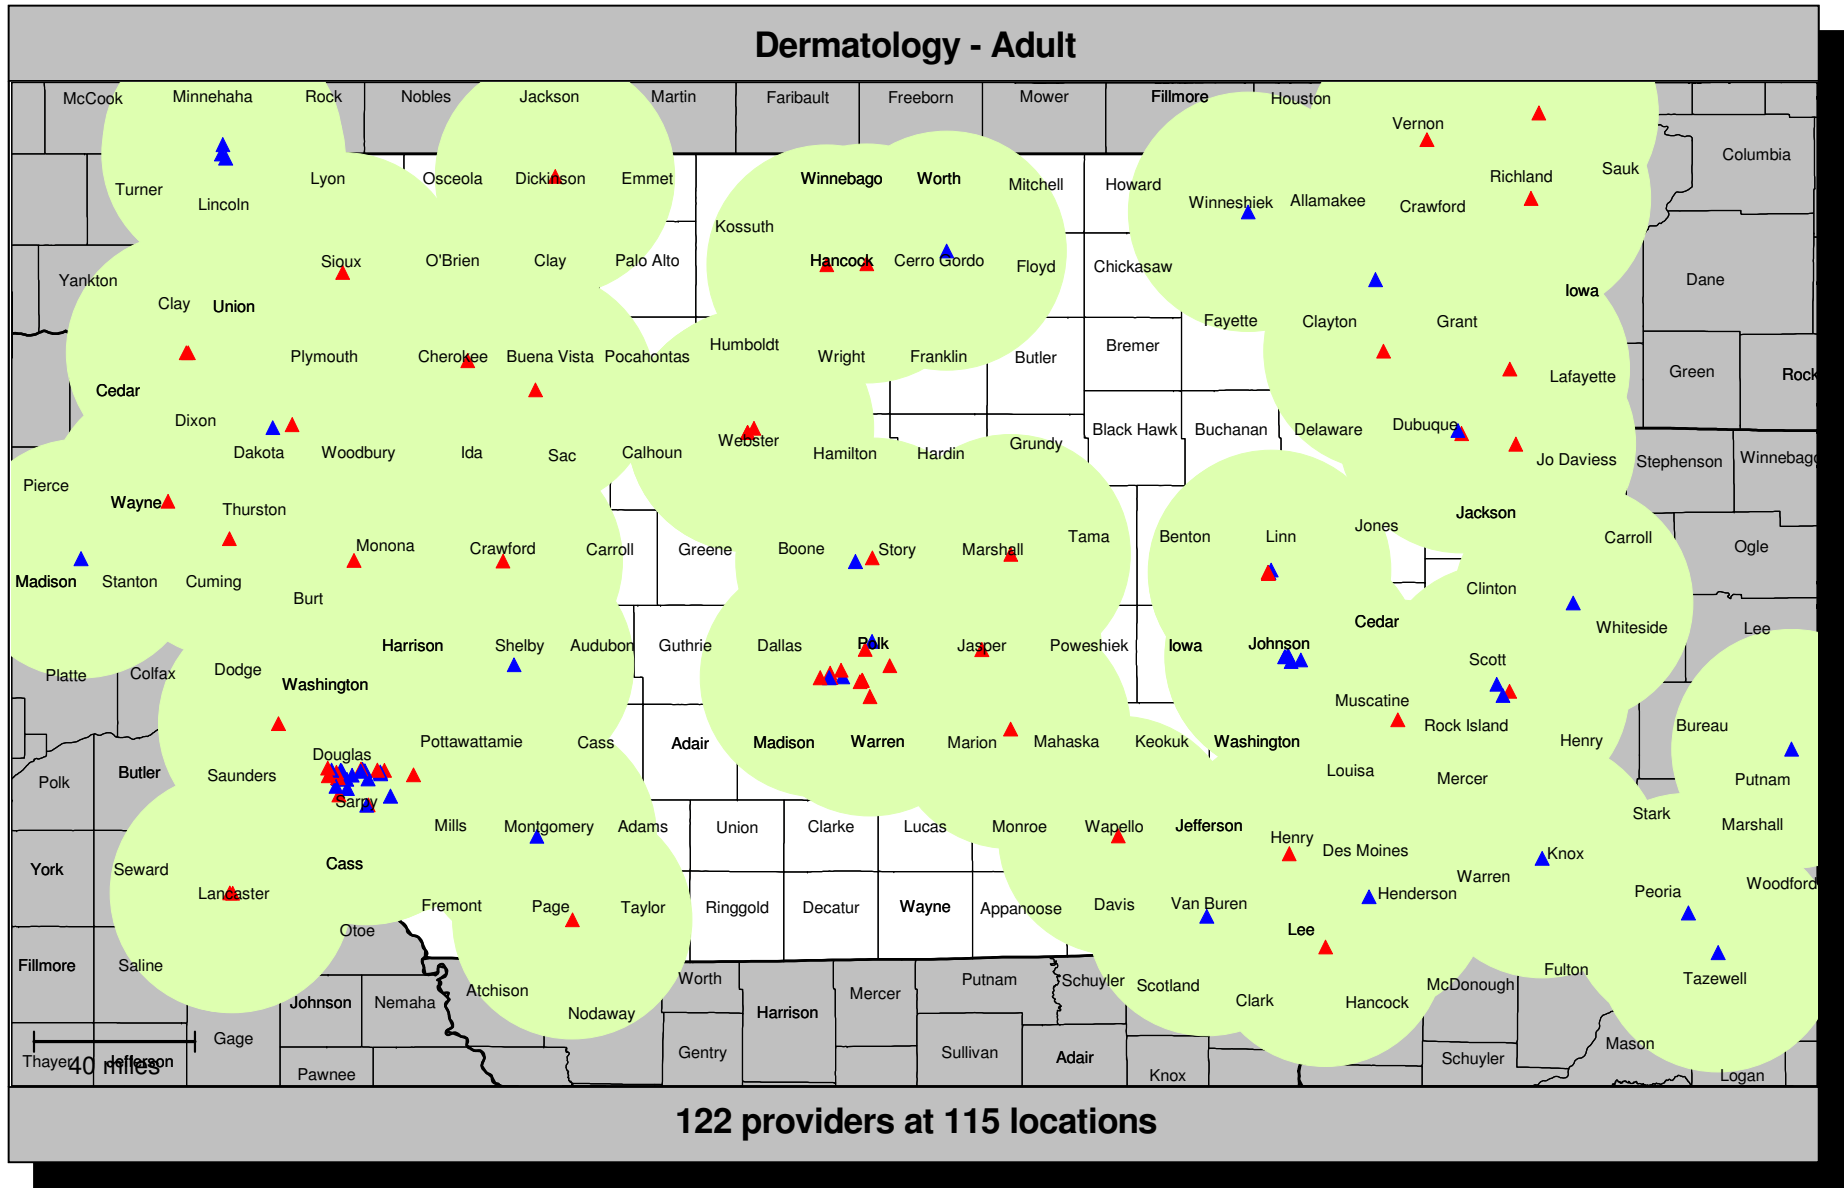 Dermatology - Adult
McCook Minnehaha Rock Nobles Jackson Martin Faribault Freeborn Mower Fillmore Houston
Vernon
Columbia
Turner Lyon Osceola Dickinson Emmet Winnebago Worth Mitchell Howard Richland Sauk
Lincoln Kossuth Winneshiek Allamakee Crawford
Yankton Sioux O'Brien Clay Palo Alto Hancock Cerro Gordo Floyd Chickasaw Dane
Clay Union Iowa
Fayette Clayton Grant
Plymouth Cherokee Buena Vista Pocahontas Humboldt Wright Franklin Butler Bremer
Cedar Lafayette Green Rock
Dixon Webster Black Hawk Buchanan Delaware Dubuque
Dakota Woodbury Ida Sac Calhoun Hamilton Hardin Grundy Jo Daviess Stephenson Winnebago
Pierce
Wayne Thurston Jackson
Monona Crawford Carroll Greene Boone Story Marshall Tama Benton Linn Jones Carroll Ogle
Madison Stanton Cuming Burt Clinton
Harrison Shelby Audubon Guthrie Dallas Polk Jasper Poweshiek Iowa Johnson Cedar Whiteside Lee
Platte Colfax Dodge Washington Scott
Muscatine Rock Island Bureau
Douglas Pottawattamie Cass Adair Madison Warren Marion Mahaska Keokuk Washington Henry
Polk Butler Saunders Louisa Mercer Putnam
Sarpy Stark
Mills Montgomery Adams Union Clarke Lucas Monroe Wapello Jefferson Henry Marshall
York Seward Cass Des Moines Knox
Lancaster Warren Peoria Woodford
Fremont Page Taylor Ringgold Decatur Wayne Appanoose Davis Van Buren Henderson
Otoe Lee
Fillmore Saline Worth Putnam Schuyler Scotland Fulton Tazewell
Johnson Nemaha Atchison Mercer Clark Hancock McDonough
Nodaway Harrison
Gage Gentry Sullivan Adair Schuyler Mason
Thayer Jefferson
40 miles
Pawnee Knox Logan
122 providers at 115 locations